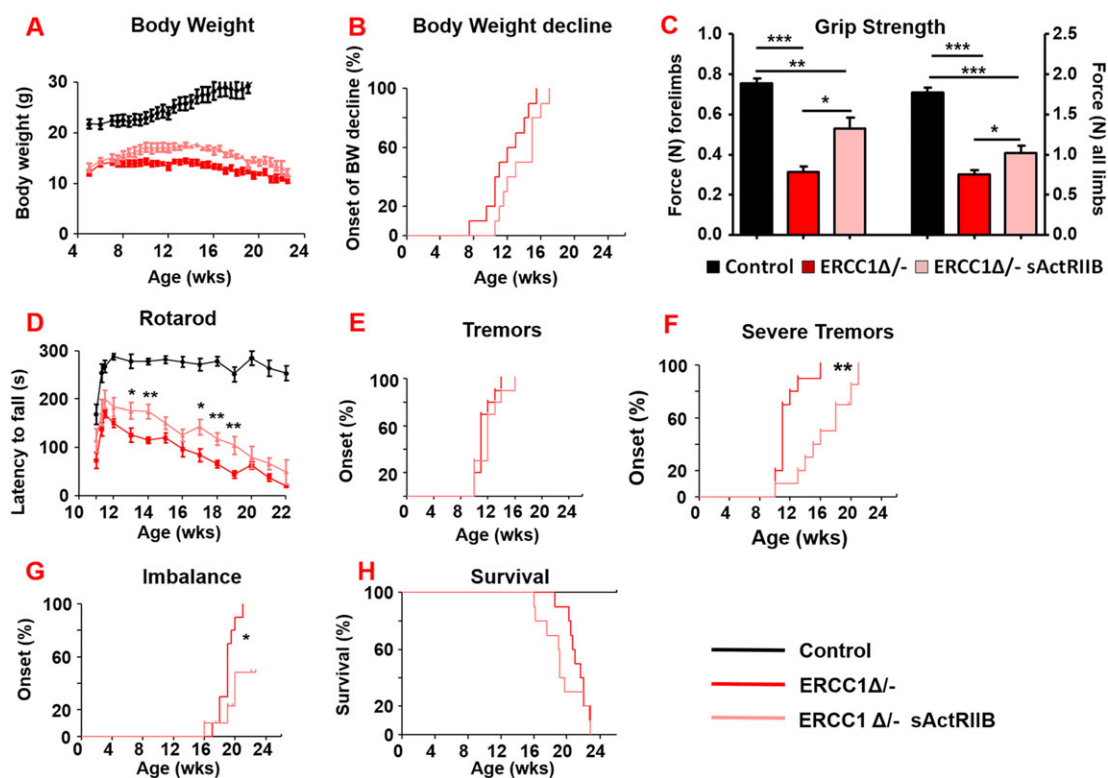 A Body Weight
Body weight (g)
30
20
10
0
4 8 12 16 20 24
Age (wks)
B Body Weight decline
Onset of BW decline (%)
100
60
20
0
0 4 8 12 16 20 24
Age (wks)
C Grip Strength
Force (N) forelimbs
1.0
0.8
0.6
0.4
0.2
0.0
*** ** *
*** *** *
2.5
2.0
1.5
1.0
0.5
0.0
Force (N) all limbs
Control ERCC1Δ/- ERCC1Δ/- sActRIIB
D Rotarod
Latency to fall (s)
300
200
100
0
* ** * ** **
10 12 14 16 18 20 22
Age (wks)
E Tremors
Onset (%)
100
60
20
0
0 4 8 12 16 20 24
Age (wks)
F Severe Tremors
Onset (%)
100
60
20
0
**
0 4 8 12 16 20 24
Age (wks)
G Imbalance
Onset (%)
100
60
20
0
*
0 4 8 12 16 20 24
Age (wks)
H Survival
Survival (%)
100
60
20
0
0 4 8 12 16 20 24
Age (wks)
Control
ERCC1Δ/-
ERCC1 Δ/- sActRIIB